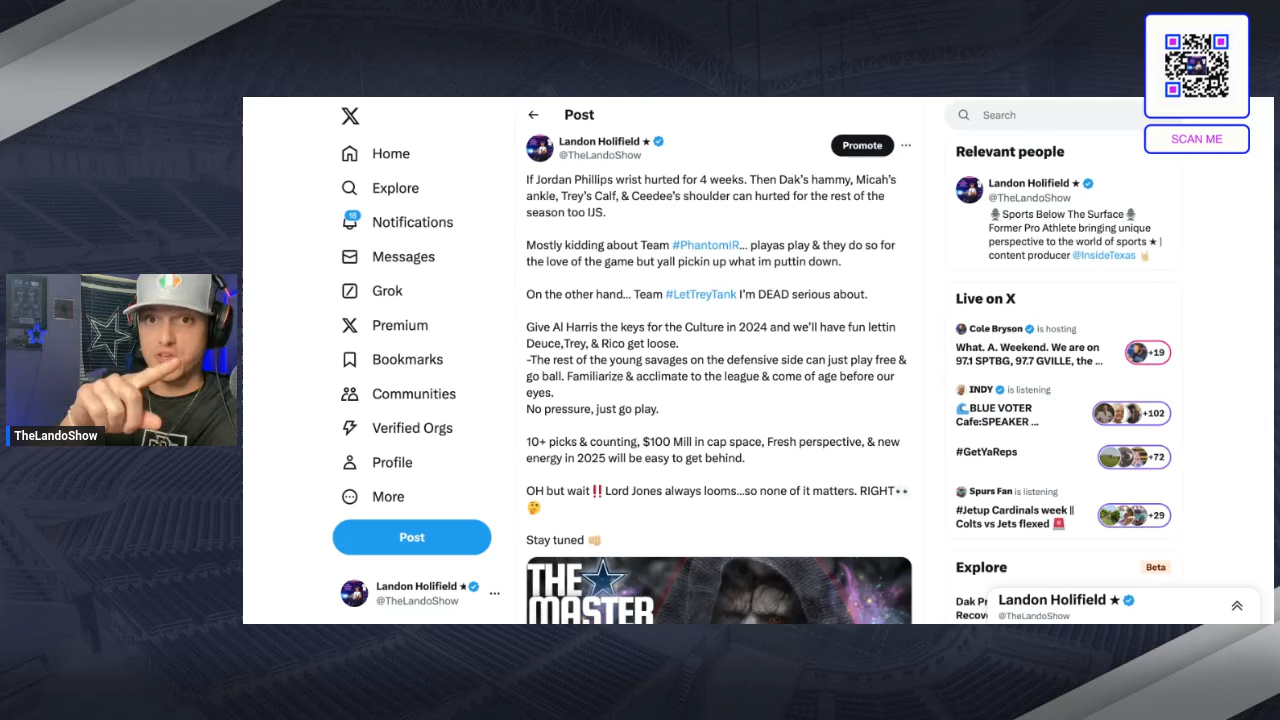 SCAN ME
X
Home
Explore
18
Notifications
Messages
Grok
Premium
Bookmarks
Communities
Verified Orgs
Profile
More
Post
Landon Holifield ★
@TheLandoShow
Post
Landon Holifield ★
@TheLandoShow
Promote
If Jordan Phillips wrist hurted for 4 weeks. Then Dak's hammy, Micah's
ankle, Trey's Calf, & Ceedee's shoulder can hurted for the rest of the
season too IJS.
Mostly kidding about Team #PhantomIR... playas play & they do so for
the love of the game but yall pickin up what im puttin down.
On the other hand... Team #LetTreyTank I'm DEAD serious about.
Give Al Harris the keys for the Culture in 2024 and we'll have fun lettin
Deuce,Trey, & Rico get loose.
-The rest of the young savages on the defensive side can just play free &
go ball. Familiarize & acclimate to the league & come of age before our
eyes.
No pressure, just go play.
10+ picks & counting, $100 Mill in cap space, Fresh perspective, & new
energy in 2025 will be easy to get behind.
OH but wait‼️Lord Jones always looms...so none of it matters. RIGHT👀
🤔
Stay tuned 👊🏼
THE
MASTER
Search
Relevant people
Landon Holifield ★
@TheLandoShow
🎙️Sports Below The Surface🎙️
Former Pro Athlete bringing unique
perspective to the world of sports ★ |
content producer @InsideTexas 🤘🏼
Live on X
Cole Bryson is hosting
What. A. Weekend. We are on
97.1 SPTBG, 97.7 GVILLE, the ...
+19
INDY is listening
🌊BLUE VOTER
Cafe:SPEAKER ...
+102
#GetYaReps
+72
Spurs Fan is listening
#Jetup Cardinals week ||
Colts vs Jets flexed 🚨
+29
Explore
Beta
Dak Pr
Recov
Landon Holifield ★
@TheLandoShow
TheLandoShow